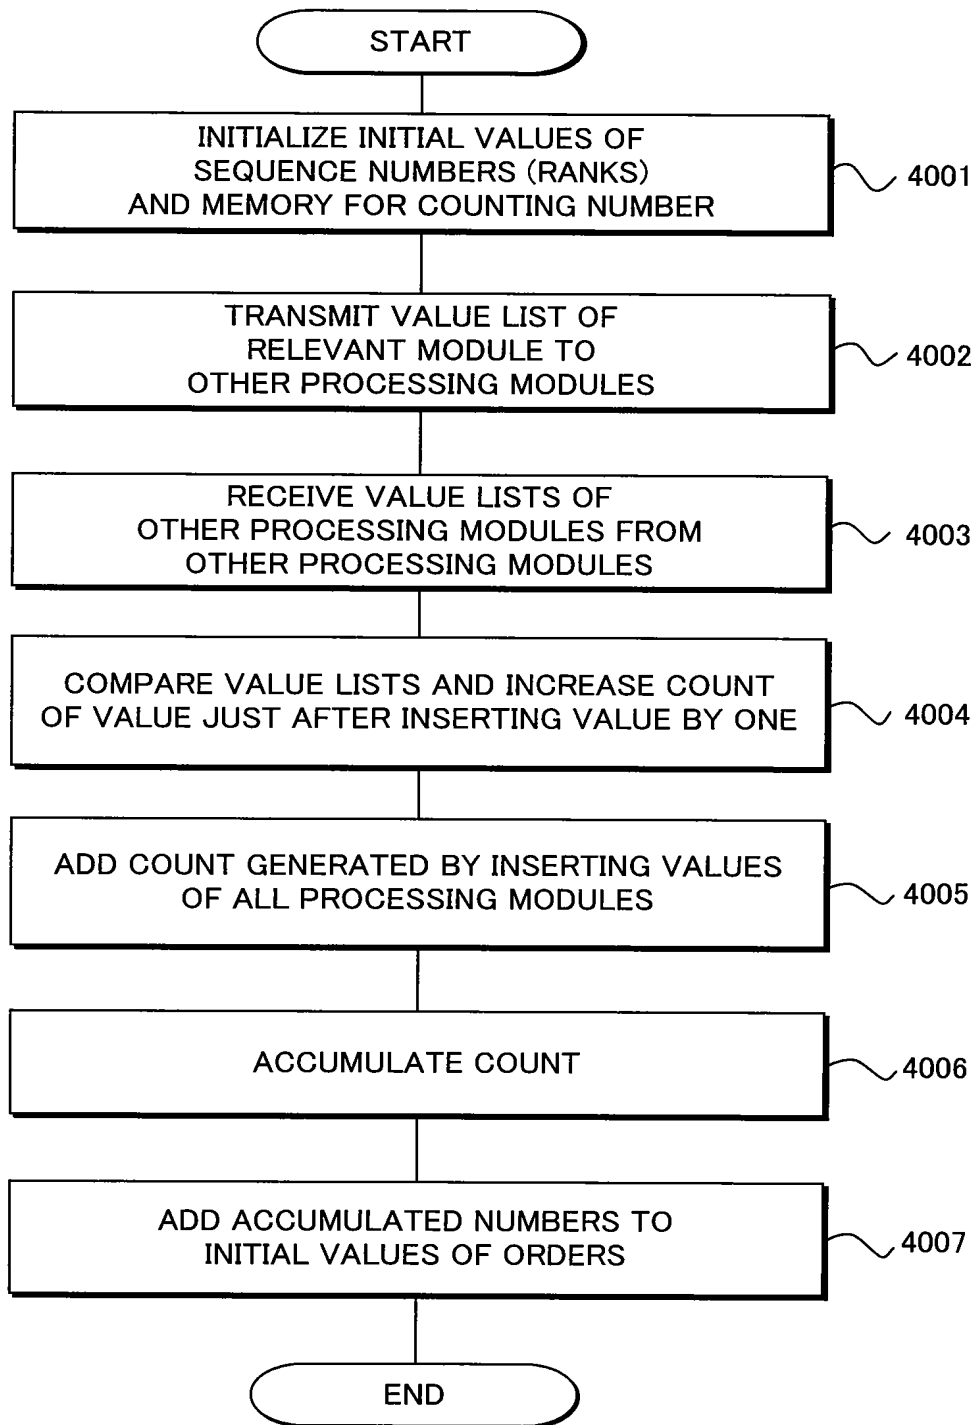 START
INITIALIZE INITIAL VALUES OF
SEQUENCE NUMBERS (RANKS)
AND MEMORY FOR COUNTING NUMBER
4001
TRANSMIT VALUE LIST OF
RELEVANT MODULE TO
OTHER PROCESSING MODULES
4002
RECEIVE VALUE LISTS OF
OTHER PROCESSING MODULES FROM
OTHER PROCESSING MODULES
4003
COMPARE VALUE LISTS AND INCREASE COUNT
OF VALUE JUST AFTER INSERTING VALUE BY ONE
4004
ADD COUNT GENERATED BY INSERTING VALUES
OF ALL PROCESSING MODULES
4005
ACCUMULATE COUNT
4006
ADD ACCUMULATED NUMBERS TO
INITIAL VALUES OF ORDERS
4007
END